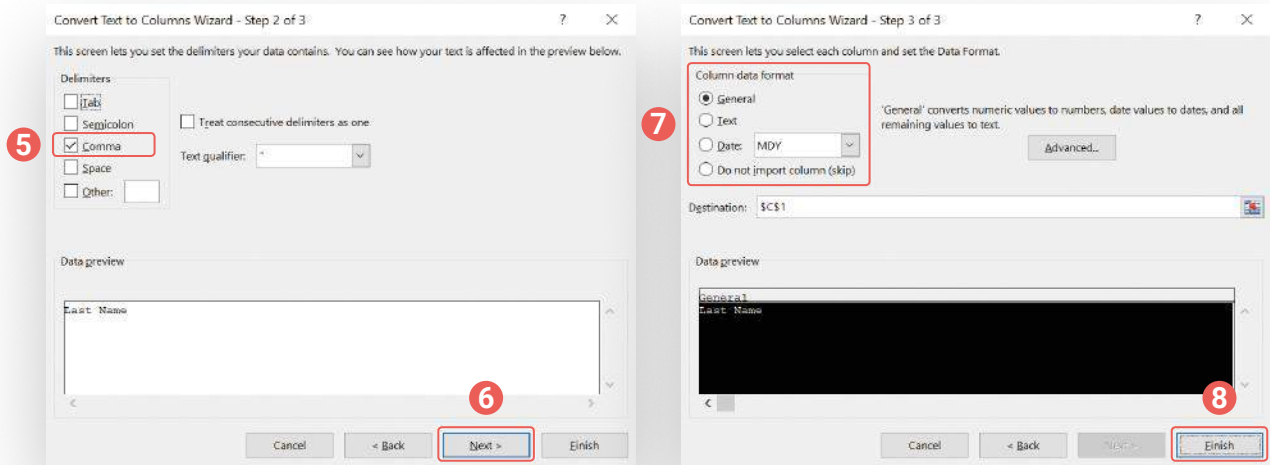 Convert Text to Columns Wizard - Step 2 of 3 ? ×
This screen lets you set the delimiters your data contains. You can see how your text is affected in the preview below.
Delimiters
Tab
Semicolon
5
Comma
Space
Other:
Treat consecutive delimiters as one
Text qualifier: "
Data preview
Last Name
6
Cancel
< Back
Next >
Finish
Convert Text to Columns Wizard - Step 3 of 3 ? ×
This screen lets you select each column and set the Data Format.
7
Column data format
General
Text
Date: MDY
Do not import column (skip)
'General' converts numeric values to numbers, date values to dates, and all
remaining values to text.
Advanced...
Destination: $C$1
Data preview
General
Last Name
8
Cancel
< Back
Next >
Finish